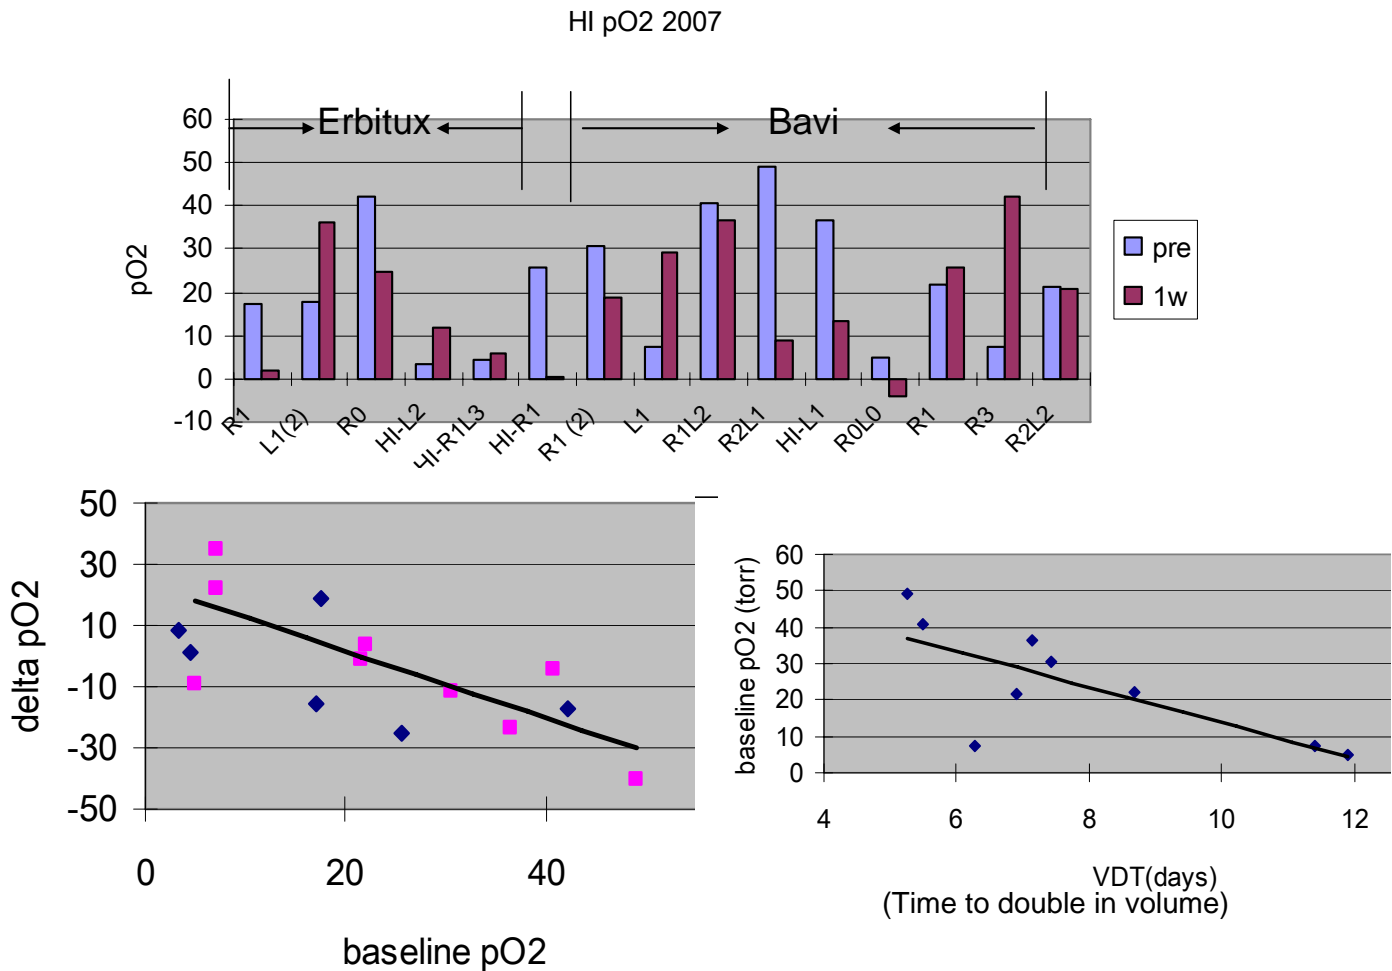 HI pO2 2007
Erbitux
Bavi
60
50
40
30
20
10
0
-10
pO2
R1
L1(2)
R0
HI-L2
HI-R1L3
HI-R1
R1 (2)
L1
R1L2
R2L1
HI-L1
R0L0
R1
R3
R2L2
pre
1w
50
30
10
-10
-30
-50
delta pO2
0 20 40
baseline pO2
60
50
40
30
20
10
0
baseline pO2 (torr)
4 6 8 10 12
VDT(days)
(Time to double in volume)